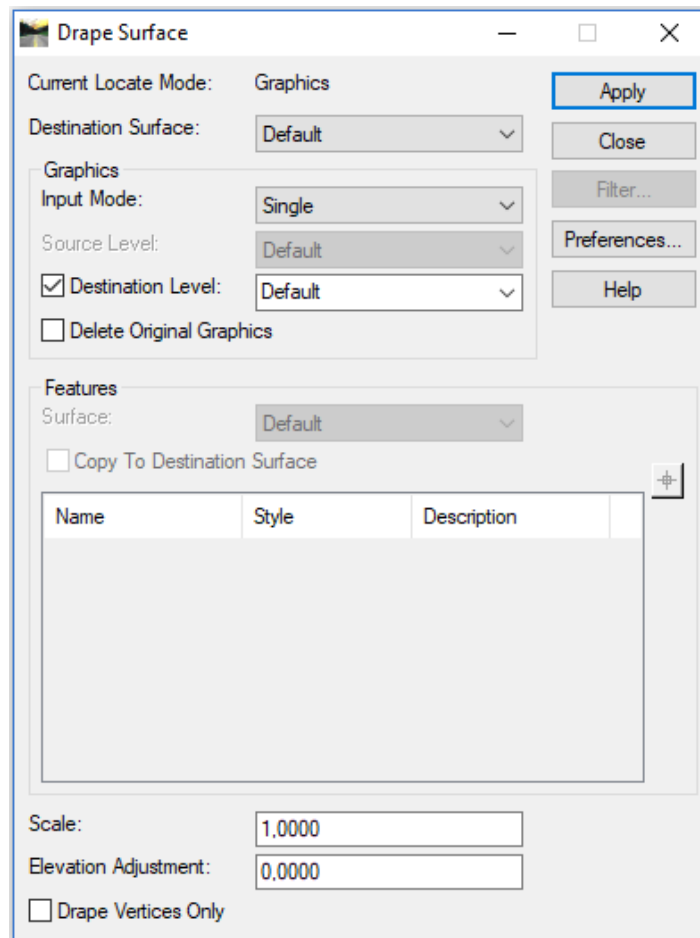 Drape Surface
Current Locate Mode: Graphics
Apply
Destination Surface: Default
Close
Graphics
Input Mode: Single
Filter...
Source Level: Default
Preferences...
Destination Level: Default
Help
Delete Original Graphics
Features
Surface: Default
Copy To Destination Surface
Name Style Description
Scale: 1,0000
Elevation Adjustment: 0,0000
Drape Vertices Only